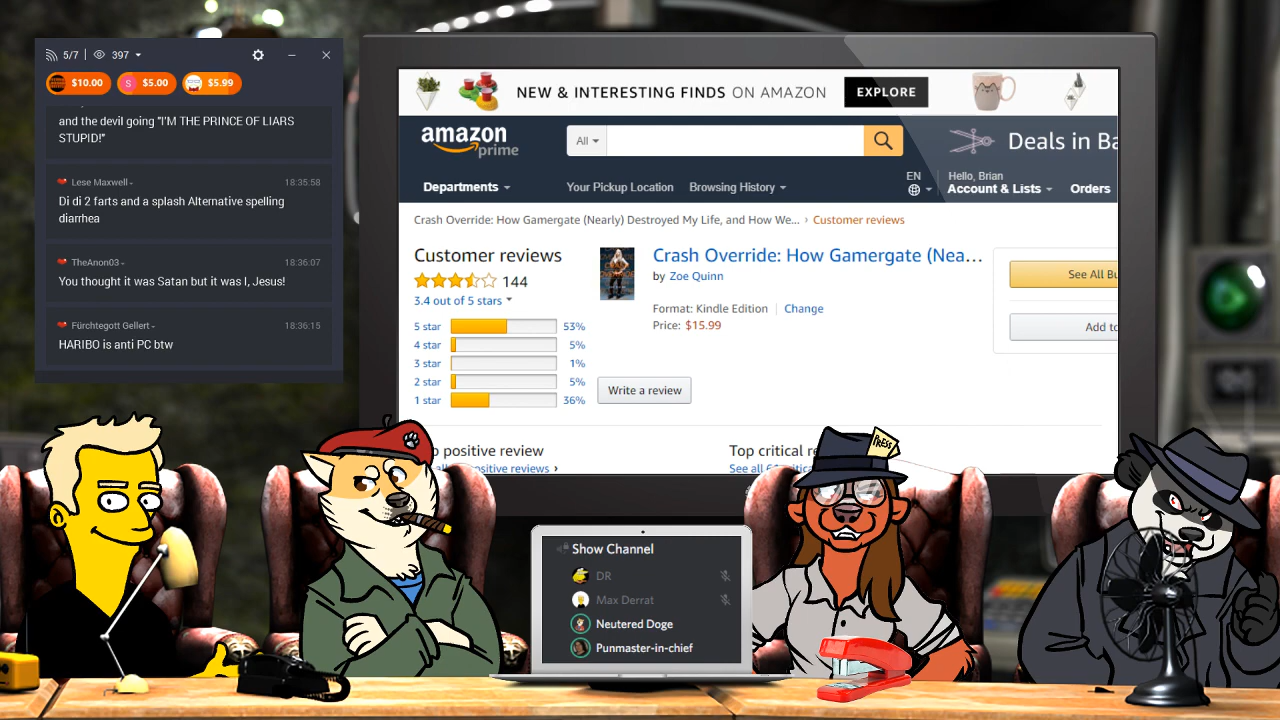 5/7 397
$10.00 $5.00 $5.99
and the devil going "I'M THE PRINCE OF LIARS
STUPID!"
Lese Maxwell 18:35:58
Di di 2 farts and a splash Alternative spelling
diarrhea
TheAnon03 18:36:07
You thought it was Satan but it was I, Jesus!
Fürchtegott Gellert 18:36:15
HARIBO is anti PC btw
NEW & INTERESTING FINDS ON AMAZON EXPLORE
amazon prime
All
Deals in Ba
Departments Your Pickup Location Browsing History
EN Hello, Brian
Account & Lists Orders
Crash Override: How Gamergate (Nearly) Destroyed My Life, and How We... › Customer reviews
Customer reviews
144
3.4 out of 5 stars
5 star 53%
4 star 5%
3 star 1%
2 star 5%
1 star 36%
Crash Override: How Gamergate (Nea...
by Zoe Quinn
Format: Kindle Edition | Change
Price: $15.99
Write a review
See All Bu
Add to
p positive review
positive reviews ›
Top critical re
See all
PRESS
Show Channel
DR
Max Derrat
Neutered Doge
Punmaster-in-chief